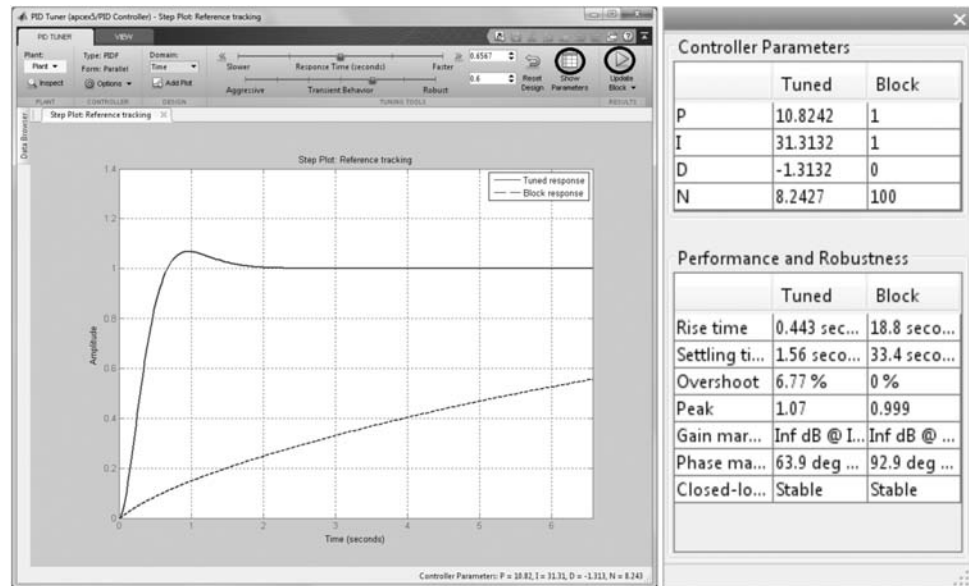 PID Tuner (apcex5/PID Controller) - Step Plot: Reference tracking
PID TUNER VIEW
Plant: Type: PIDF Domain:
Plant Form: Parallel Time
Inspect Options Add Plot
Slower Response Time (seconds) Faster 0.6567
Aggressive Transient Behavior Robust 0.6
Reset Design Show Parameters Update Block
PLANT CONTROLLER DESIGN TUNING TOOLS RESULTS
Data Browser
Step Plot: Reference tracking
Step Plot: Reference tracking
Tuned response
Block response
1.4
1.2
1
0.8
0.6
0.4
0.2
0
Amplitude
0 1 2 3 4 5 6
Time (seconds)
Controller Parameters: P = 10.82, I = 31.31, D = -1.313, N = 8.243
Controller Parameters
Tuned Block
P 10.8242 1
I 31.3132 1
D -1.3132 0
N 8.2427 100
Performance and Robustness
Tuned Block
Rise time 0.443 sec... 18.8 seco...
Settling ti... 1.56 seco... 33.4 seco...
Overshoot 6.77 % 0 %
Peak 1.07 0.999
Gain mar... Inf dB @ I... Inf dB @ ...
Phase ma... 63.9 deg ... 92.9 deg ...
Closed-lo... Stable Stable